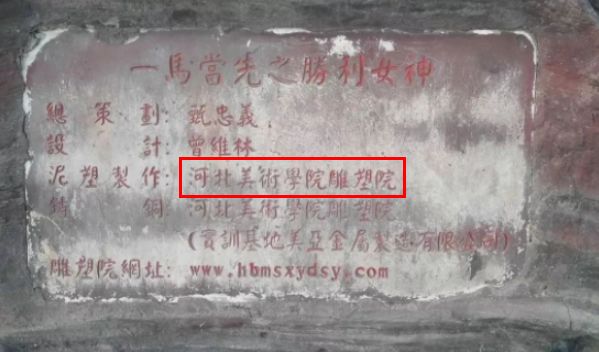 一馬當先之勝利女神
總策劃：甄忠義
設計：曾維林
泥塑製作：河北美術學院雕塑院
鑄銅：河北美術學院雕塑院
（實訓基地美亞金屬製造有限公司）
雕塑院網址：www.hbmsxydsy.com